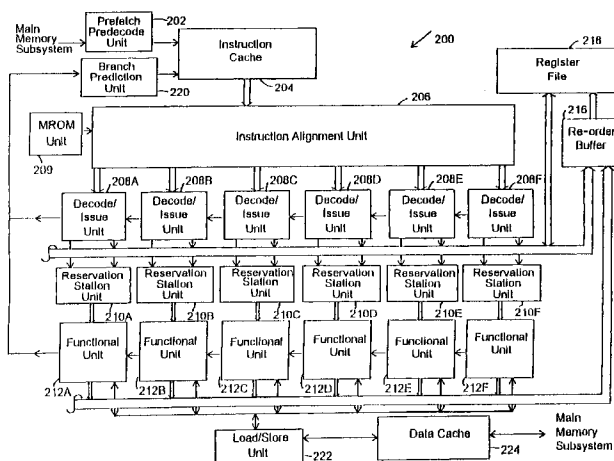 Main Memory
Subsystem
Prefetch
Predecode
Unit
202
Branch
Prediction
Unit
220
Instruction
Cache
204
200
218
Register
File
216
Re-order
Buffer
206
MROM
Unit
209
Instruction Alignment Unit
208A
208B
208C
208D
208E
208F
Decode/
Issue
Unit
Decode/
Issue
Unit
Decode/
Issue
Unit
Decode/
Issue
Unit
Decode/
Issue
Unit
Decode/
Issue
Unit
Reservation
Station
Unit
Reservation
Station
Unit
Reservation
Station
Unit
Reservation
Station
Unit
Reservation
Station
Unit
Reservation
Station
Unit
210A
210B
210C
210D
210E
210F
Functional
Unit
Functional
Unit
Functional
Unit
Functional
Unit
Functional
Unit
Functional
Unit
212A
212B
212C
212D
212E
212F
Load/Store
Unit
222
Data Cache
224
Main
Memory
Subsystem